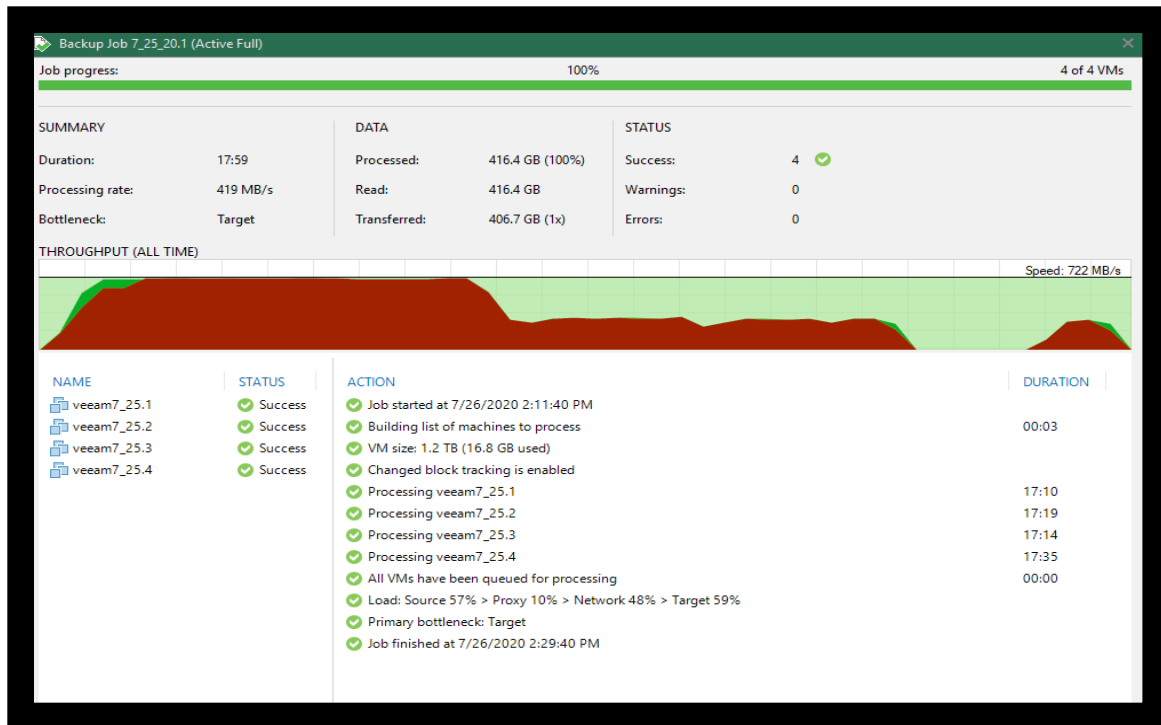 Backup Job 7_25_20.1 (Active Full)
Job progress: 100% 4 of 4 VMs
SUMMARY DATA STATUS
Duration: 17:59 Processed: 416.4 GB (100%) Success: 4
Processing rate: 419 MB/s Read: 416.4 GB Warnings: 0
Bottleneck: Target Transferred: 406.7 GB (1x) Errors: 0
THROUGHPUT (ALL TIME)
Speed: 722 MB/s
NAME STATUS ACTION DURATION
veeam7_25.1 Success Job started at 7/26/2020 2:11:40 PM
veeam7_25.2 Success Building list of machines to process 00:03
veeam7_25.3 Success VM size: 1.2 TB (16.8 GB used)
veeam7_25.4 Success Changed block tracking is enabled
Processing veeam7_25.1 17:10
Processing veeam7_25.2 17:19
Processing veeam7_25.3 17:14
Processing veeam7_25.4 17:35
All VMs have been queued for processing 00:00
Load: Source 57% > Proxy 10% > Network 48% > Target 59%
Primary bottleneck: Target
Job finished at 7/26/2020 2:29:40 PM